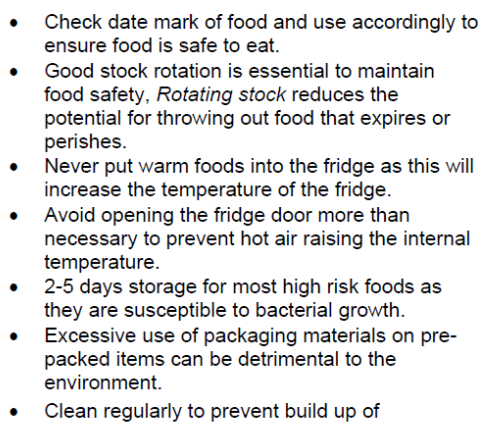 • Check date mark of food and use accordingly to
ensure food is safe to eat.
• Good stock rotation is essential to maintain
food safety, Rotating stock reduces the
potential for throwing out food that expires or
perishes.
• Never put warm foods into the fridge as this will
increase the temperature of the fridge.
• Avoid opening the fridge door more than
necessary to prevent hot air raising the internal
temperature.
• 2-5 days storage for most high risk foods as
they are susceptible to bacterial growth.
• Excessive use of packaging materials on pre-
packed items can be detrimental to the
environment.
• Clean regularly to prevent build up of